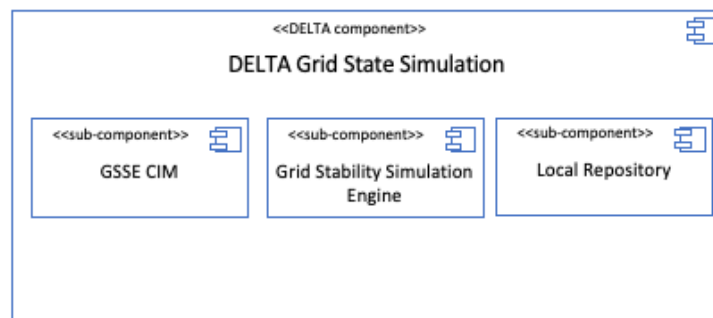 <<DELTA component>>
DELTA Grid State Simulation
<<sub-component>>
GSSE CIM
<<sub-component>>
Grid Stability Simulation
Engine
<<sub-component>>
Local Repository